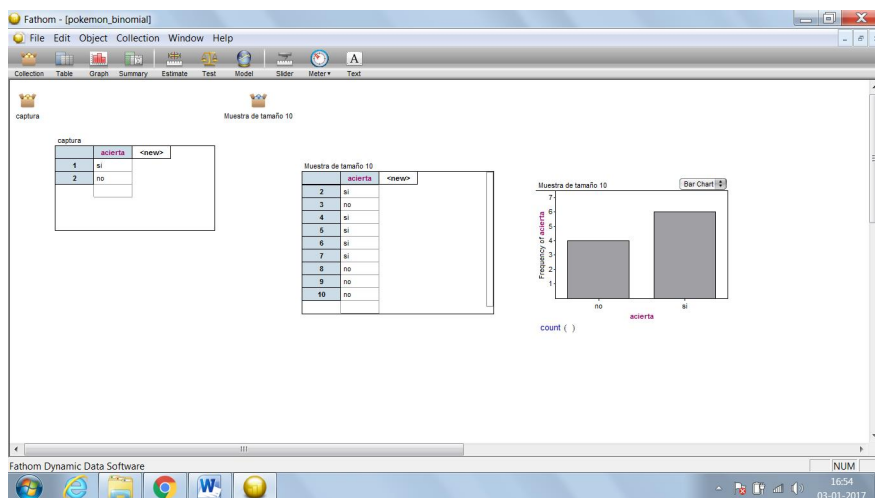 Fathom - [pokemon_binomial]
File Edit Object Collection Window Help
Collection Table Graph Summary Estimate Test Model Slider Meter▾ Text
captura
Muestra de tamaño 10
captura
acierta <new>
1 si
2 no
Muestra de tamaño 10
acierta <new>
2 si
3 no
4 si
5 si
6 si
7 si
8 no
9 no
10 no
Muestra de tamaño 10 Bar Chart
Frequency of acierta
7
6
5
4
3
2
1
no si
acierta
count ( )
Fathom Dynamic Data Software NUM
16:54
03-01-2017